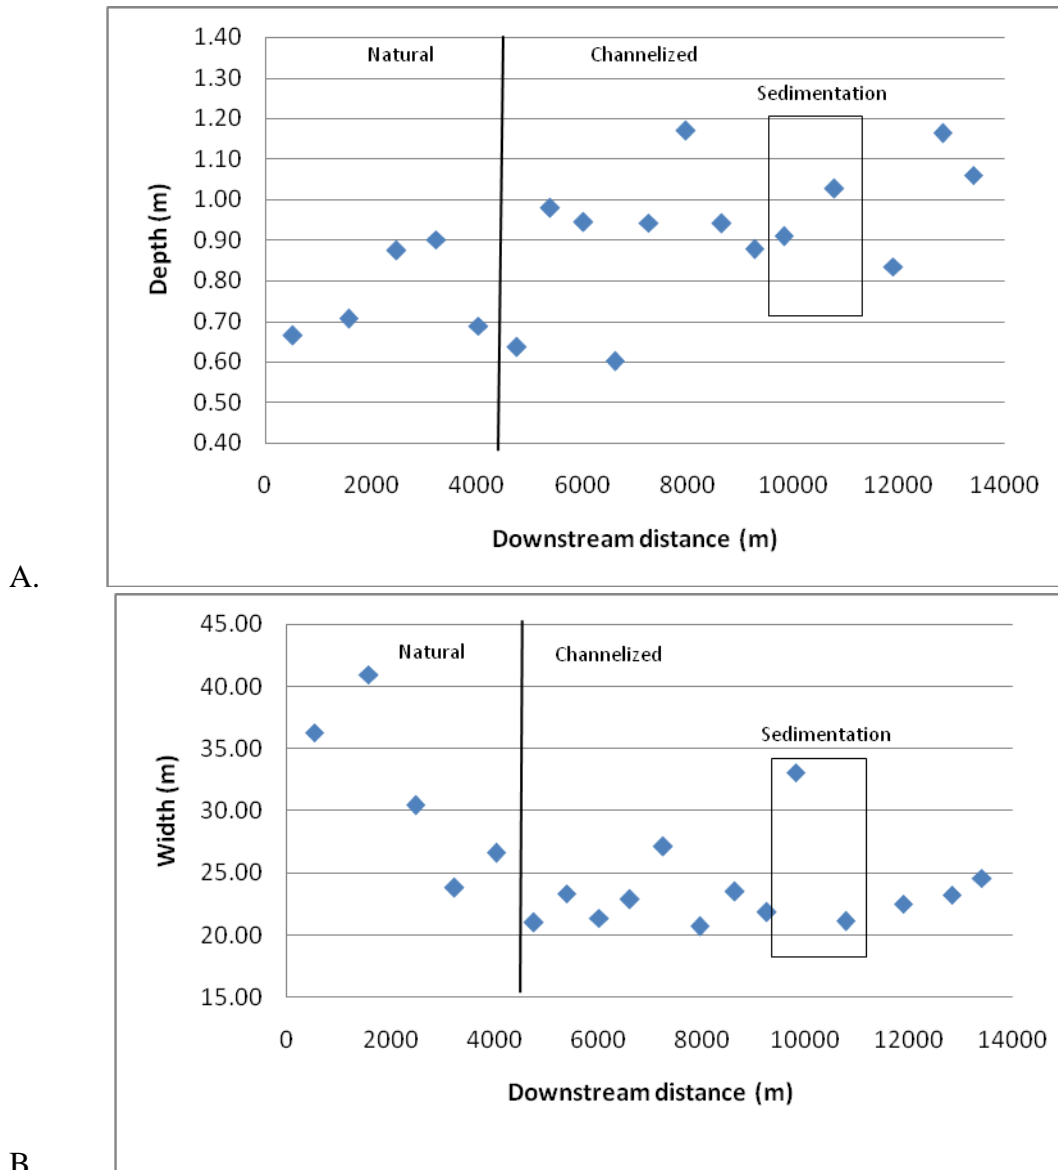 1.40
Natural
Channelized
1.30
Sedimentation
1.20
1.10
1.00
0.90
0.80
0.70
0.60
0.50
0.40
Depth (m)
0 2000 4000 6000 8000 10000 12000 14000
Downstream distance (m)
A.
45.00
Natural
Channelized
40.00
Sedimentation
35.00
30.00
25.00
20.00
15.00
Width (m)
0 2000 4000 6000 8000 10000 12000 14000
Downstream distance (m)
B